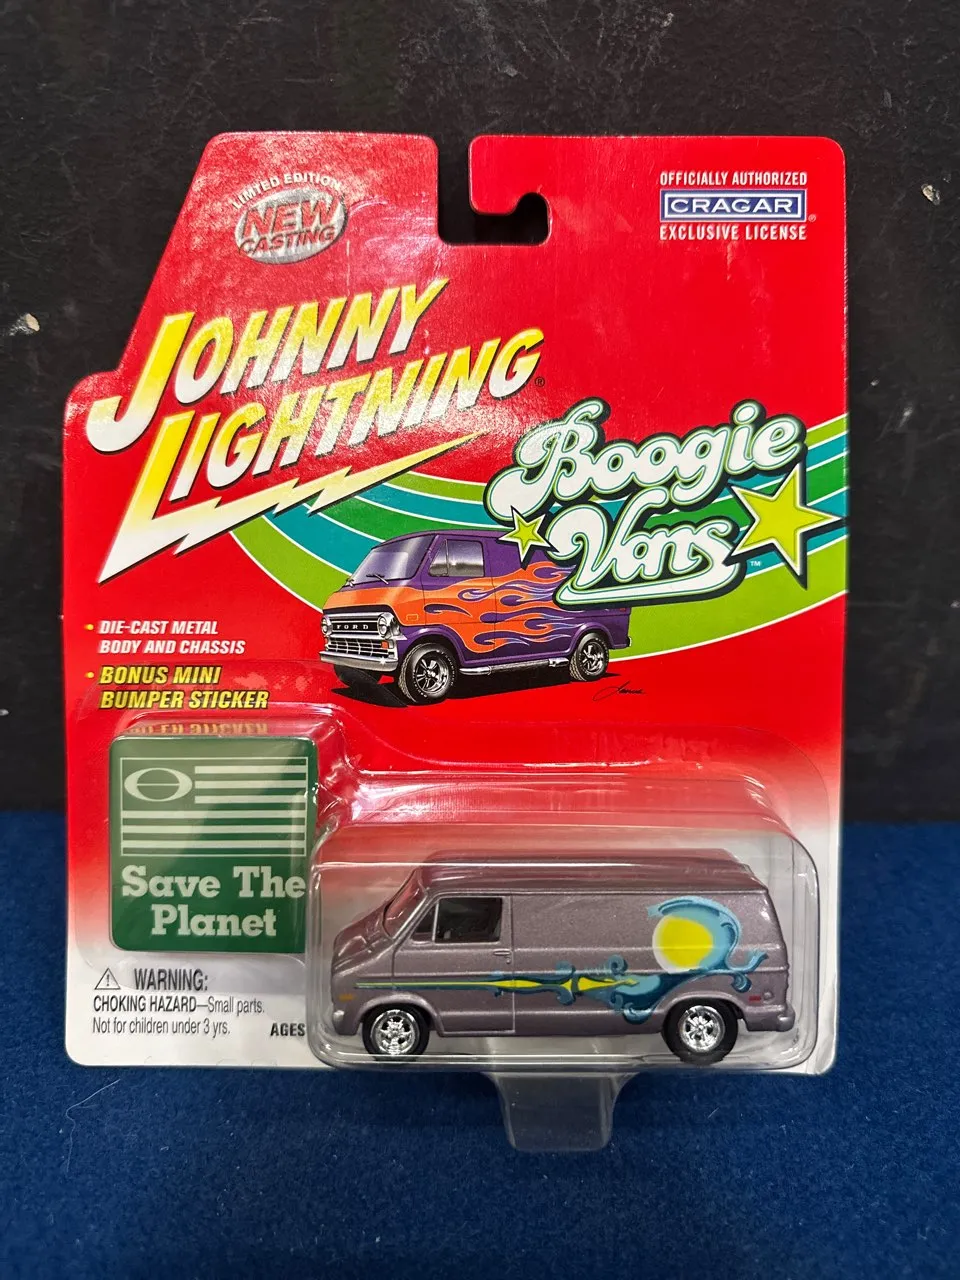 LIMITED EDITION
NEW
CASTING
OFFICIALLY AUTHORIZED
CRAGAR®
EXCLUSIVE LICENSE
JOHNNY
LIGHTNING®
Boogie
Vans™
FORD
• DIE-CAST METAL
BODY AND CHASSIS
• BONUS MINI
BUMPER STICKER
Save The
Planet
⚠ WARNING:
CHOKING HAZARD—Small parts.
Not for children under 3 yrs.
AGES